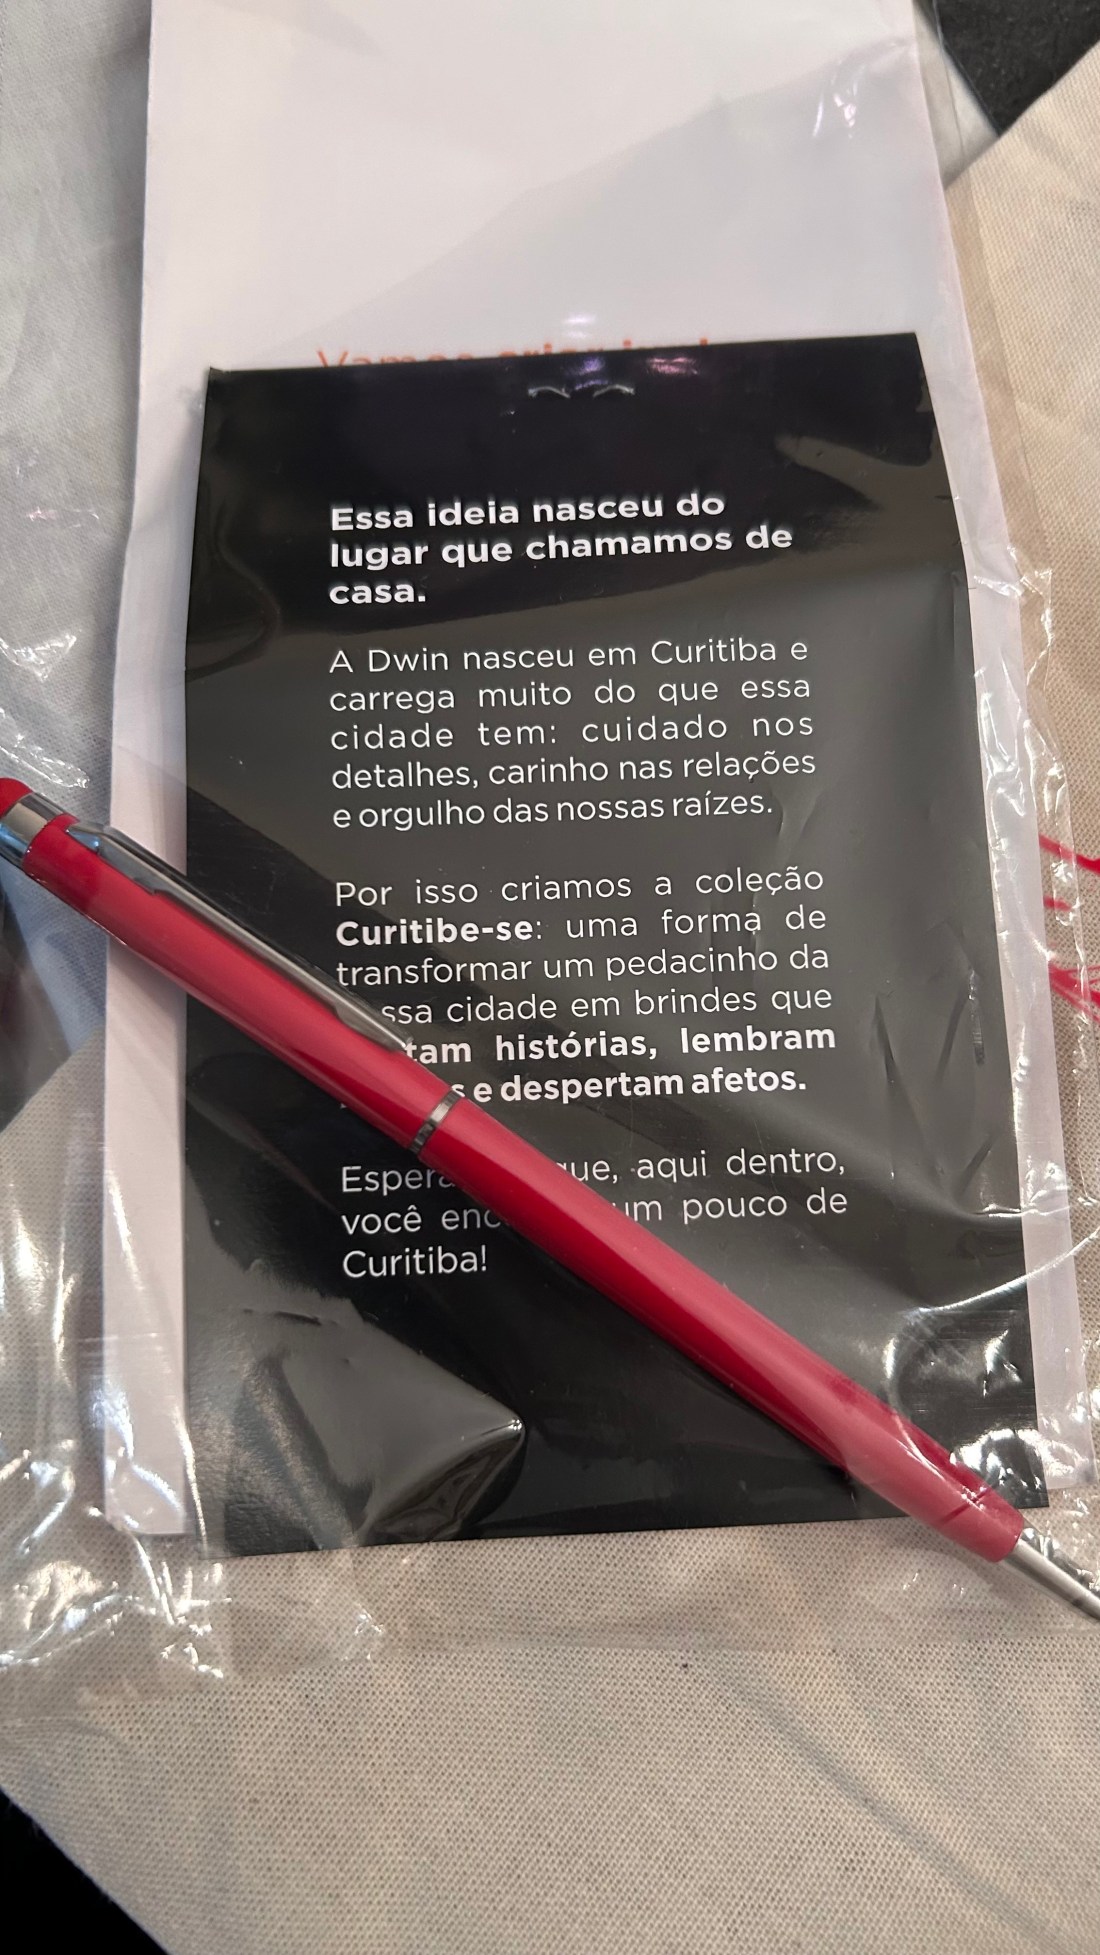 Essa ideia nasceu do
lugar que chamamos de
casa.
A Dwin nasceu em Curitiba e
carrega muito do que essa
cidade tem: cuidado nos
detalhes, carinho nas relações
e orgulho das nossas raízes.
Por isso criamos a coleção
Curitibe-se: uma forma de
transformar um pedacinho da
cidade em brindes que
histórias, lembram
e despertam afetos.
aqui dentro,
você um pouco de
Curitiba!